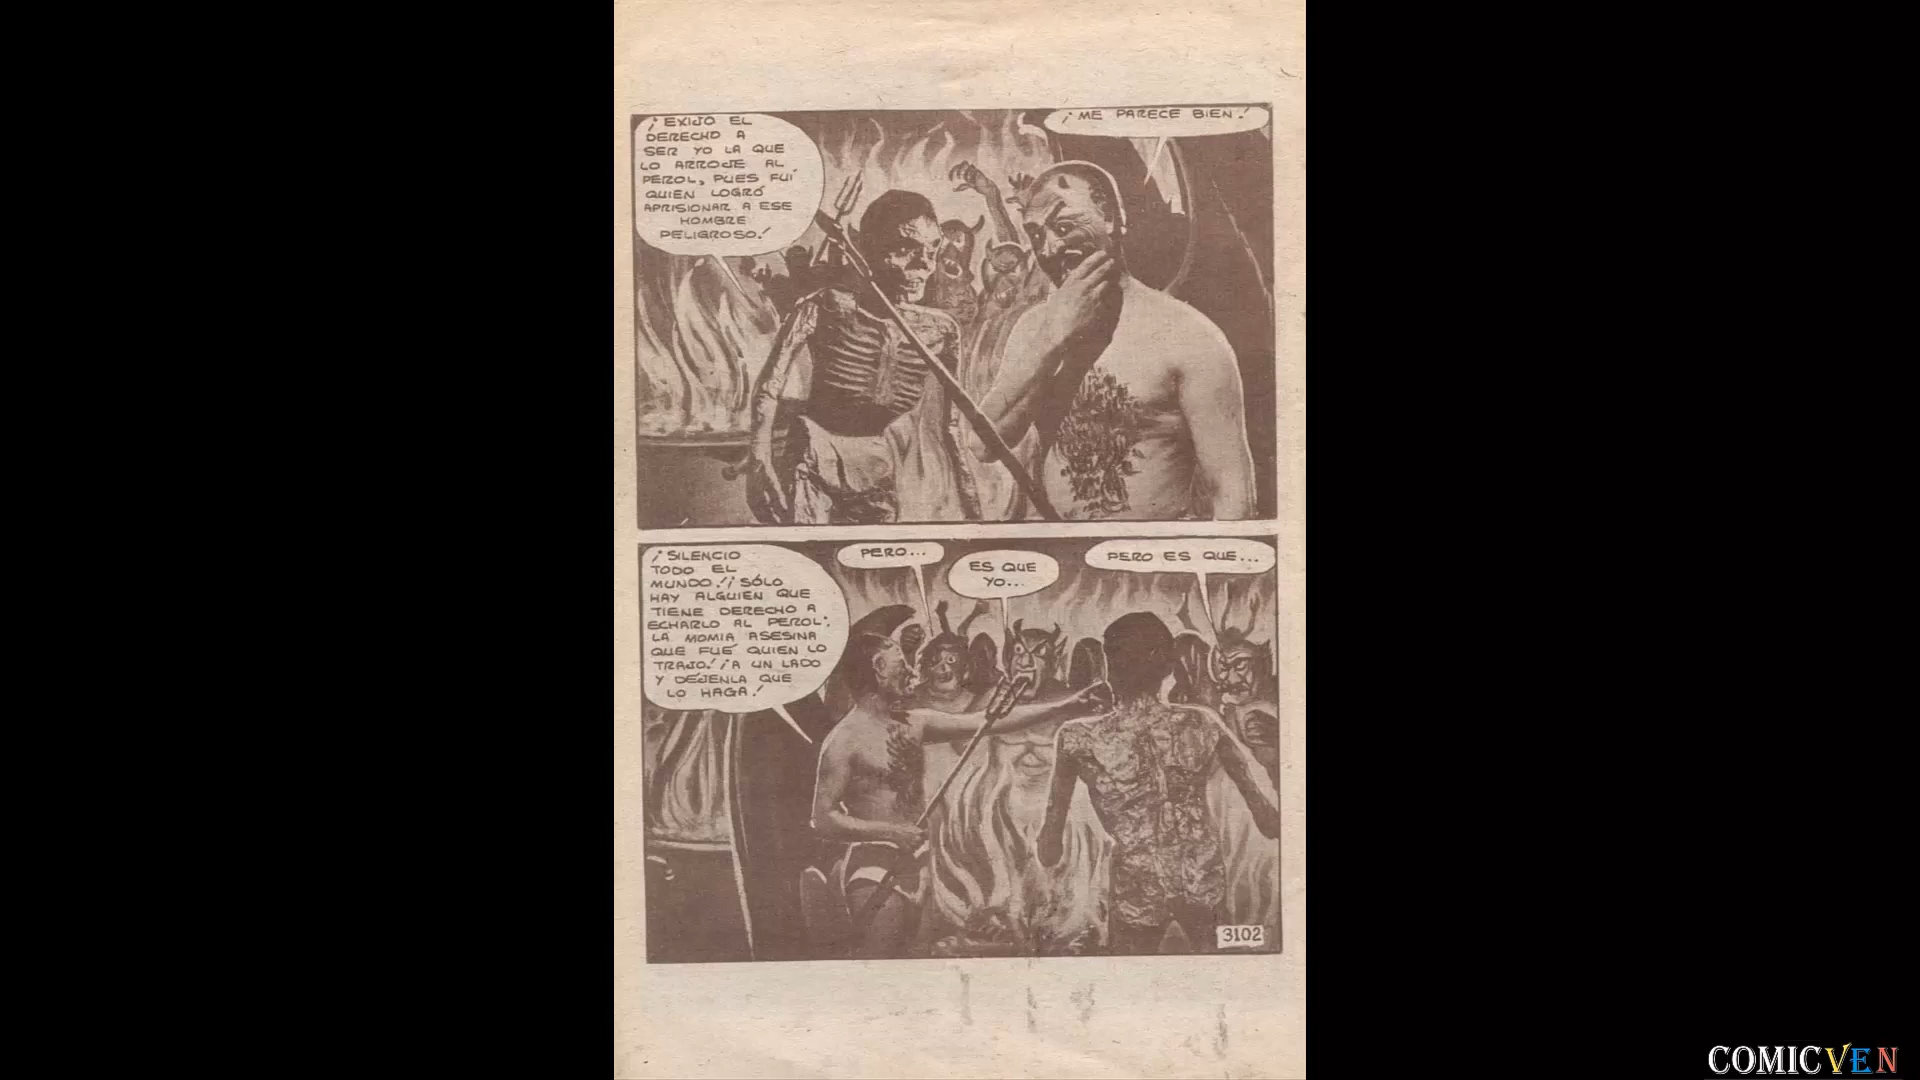 ¡EXIJO EL
DERECHO A
SER YO LA QUE
LO ARROJE AL
PEROL, PUES FUÍ
QUIEN LOGRÓ
APRISIONAR A ESE
HOMBRE
PELIGROSO!
¡ME PARECE BIEN!
¡SILENCIO
TODO EL
MUNDO! ¡SÓLO
HAY ALGUIEN QUE
TIENE DERECHO A
ECHARLO AL PEROL:
LA MOMIA ASESINA
QUE FUÉ QUIEN LO
TRAJO! ¡A UN LADO
Y DÉJENLA QUE
LO HAGA!
PERO...
ES QUE
YO...
PERO ES QUE...
3102
COMICVEN